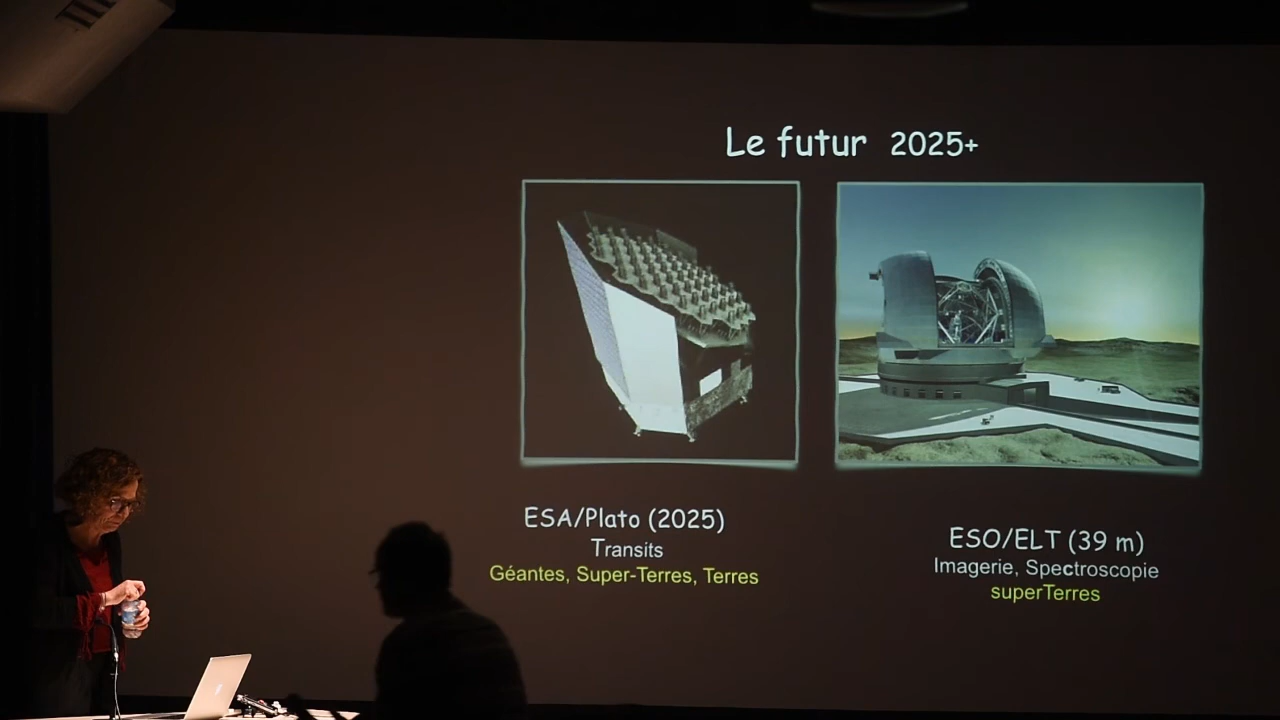 Le futur 2025+
ESA/Plato (2025)
Transits
Géantes, Super-Terres, Terres
ESO/ELT (39 m)
Imagerie, Spectroscopie
superTerres